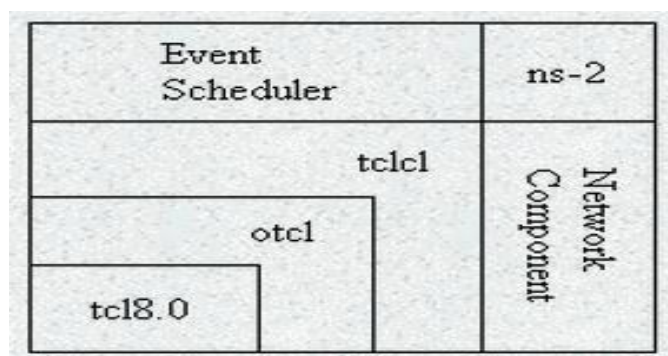 Event
Scheduler
ns-2
tclcl
Network
Component
otcl
tcl8.0